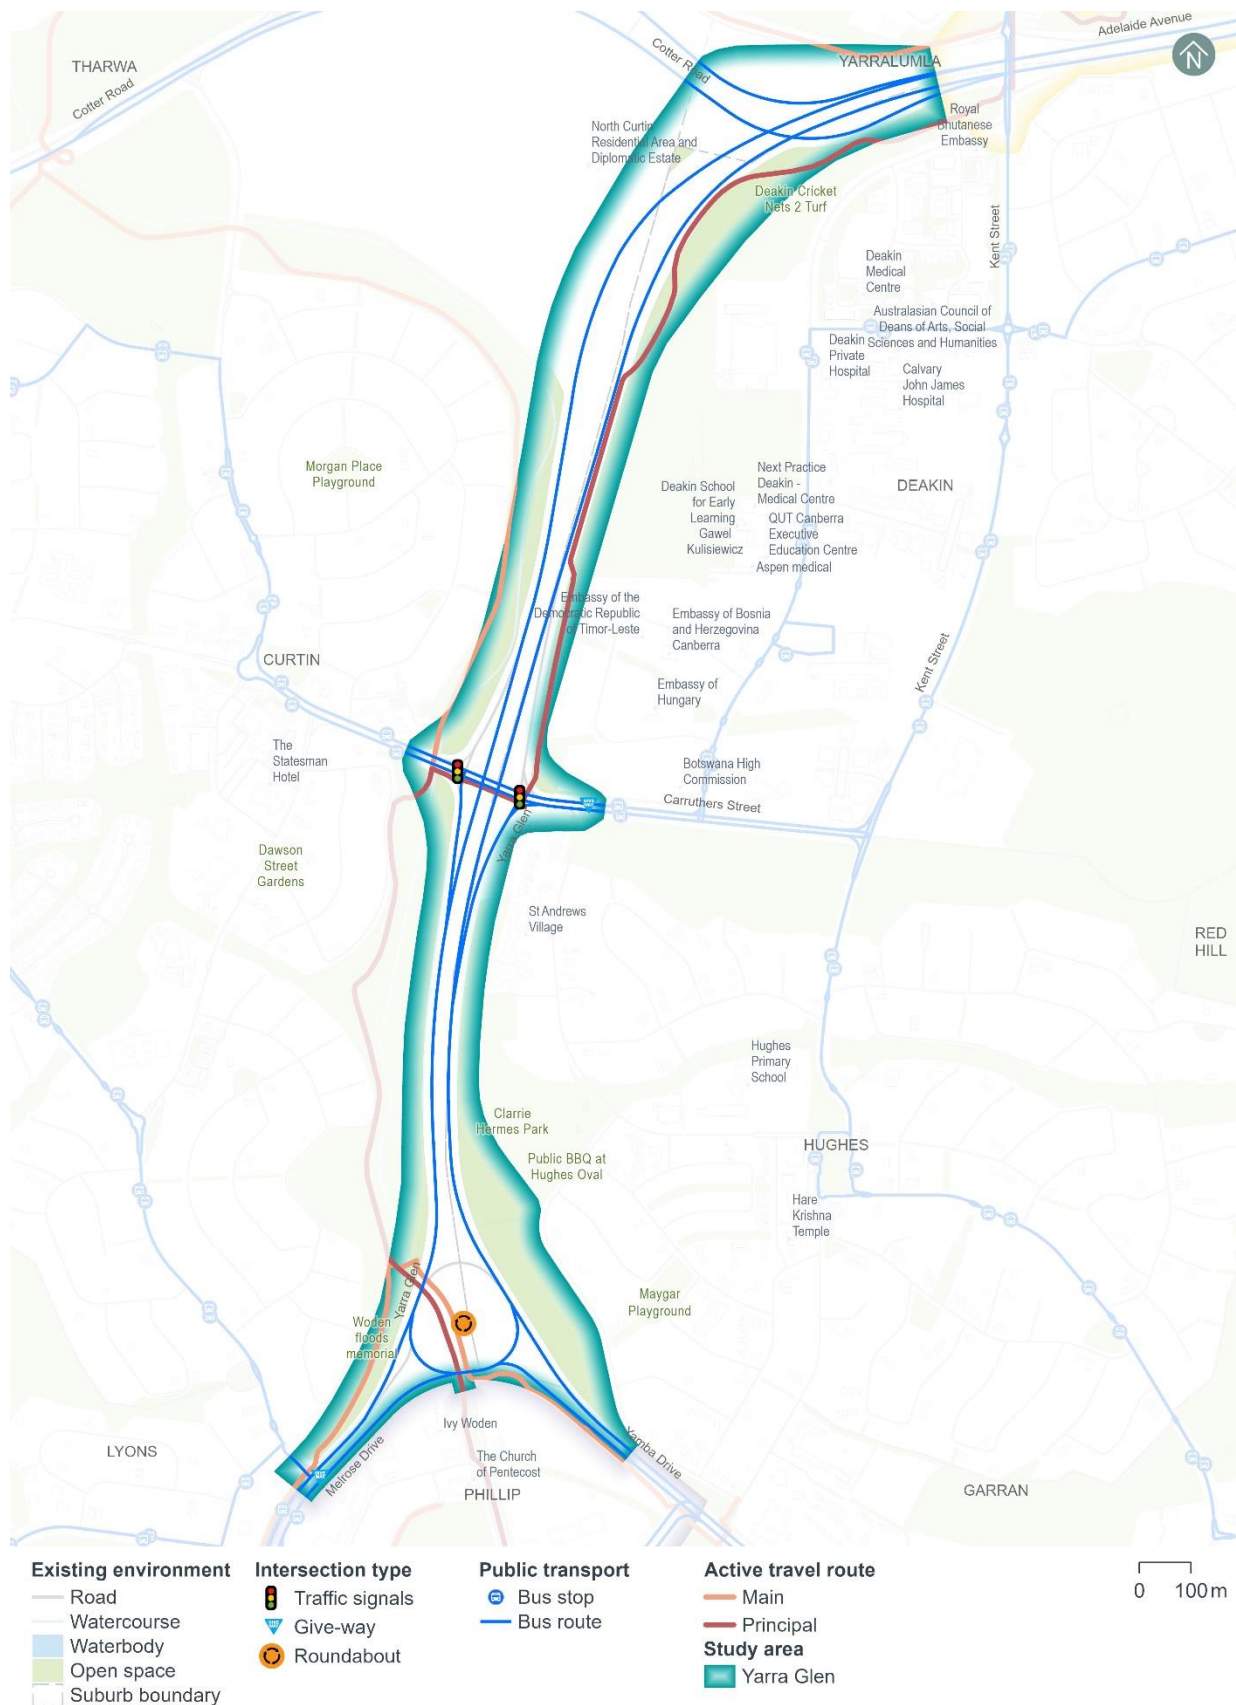 Adelaide Avenue
N
THARWA
Cotter Road
Cotter Road
YARRALUMLA
Royal
Bhutanese
Embassy
North Curtin
Residential Area and
Diplomatic Estate
Deakin Cricket
Nets 2 Turf
Kent Street
Deakin
Medical
Centre
Australasian Council of
Deans of Arts, Social
Sciences and Humanities
Deakin
Private
Hospital
Calvary
John James
Hospital
Morgan Place
Playground
Next Practice
Deakin -
Medical Centre
DEAKIN
Deakin School
for Early
Learning
Gawel
Kulisiewicz
QUT Canberra
Executive
Education Centre
Aspen medical
Embassy of the
Democratic Republic
of Timor-Leste
Embassy of Bosnia
and Herzegovina
Canberra
CURTIN
Kent Street
Embassy of
Hungary
The
Statesman
Hotel
Botswana High
Commission
Carruthers Street
Yarra Glen
Dawson
Street
Gardens
St Andrews
Village
RED
HILL
Hughes
Primary
School
Clarrie
Hermes Park
Public BBQ at
Hughes Oval
HUGHES
Hare
Krishna
Temple
Yarra Glen
Maygar
Playground
Woden
floods
memorial
Ivy Woden
LYONS
Melrose Drive
The Church
of Pentecost
Yamba Drive
PHILLIP
GARRAN
Existing environment
Road
Watercourse
Waterbody
Open space
Suburb boundary
Intersection type
Traffic signals
Give-way
Roundabout
Public transport
Bus stop
Bus route
Active travel route
Main
Principal
Study area
Yarra Glen
0 100 m